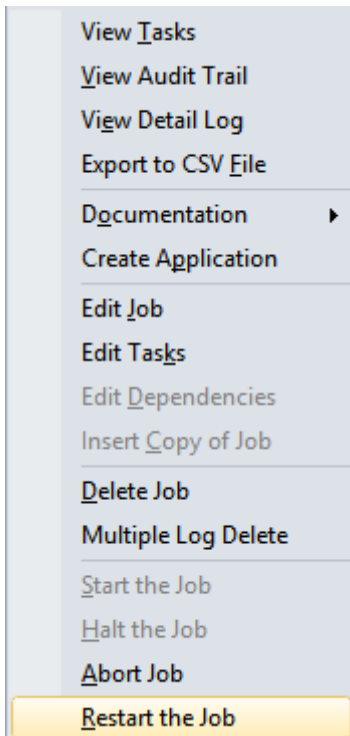 View Tasks
View Audit Trail
View Detail Log
Export to CSV File
Documentation
Create Application
Edit Job
Edit Tasks
Edit Dependencies
Insert Copy of Job
Delete Job
Multiple Log Delete
Start the Job
Halt the Job
Abort Job
Restart the Job